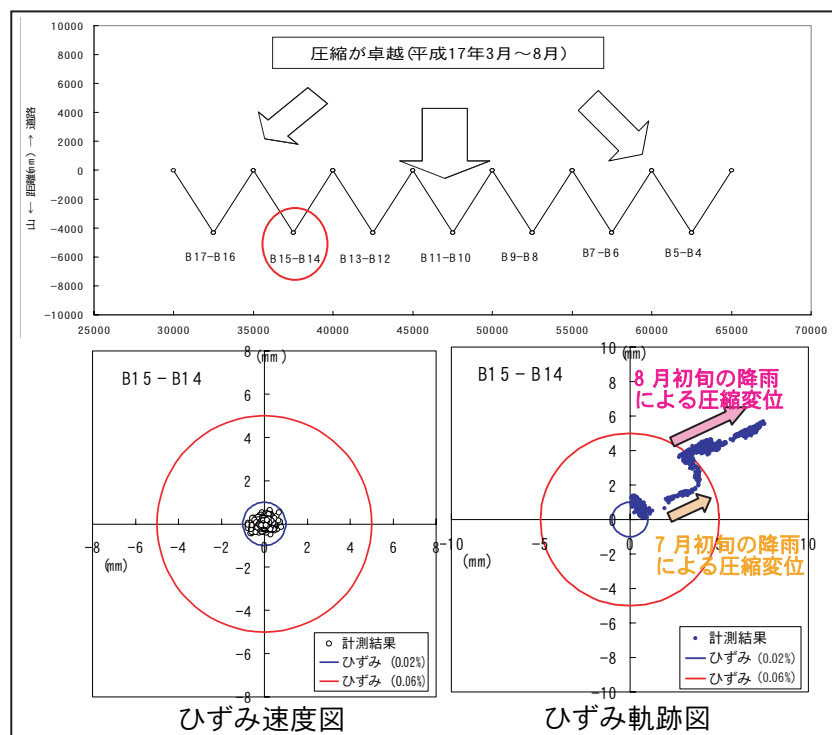 圧縮が卓越(平成17年3月～8月)
山 ← 距離(mm) → 道路
10000
8000
6000
4000
2000
0
-2000
-4000
-6000
-8000
-10000
B17-B16
B15-B14
B13-B12
B11-B10
B9-B8
B7-B6
B5-B4
25000 30000 35000 40000 45000 50000 55000 60000 65000 70000
B15-B14
(mm)
8
6
4
2
0
-2
-4
-6
-8
-8 -6 -4 -2 0 2 4 6 8
(mm)
計測結果
ひずみ (0.02%)
ひずみ (0.06%)
ひずみ速度図
B15-B14
(mm)
10
8
6
4
2
0
-2
-4
-6
-8
-10
-10 -5 0 5 10
(mm)
8月初旬の降雨
による圧縮変位
7月初旬の降雨
による圧縮変位
計測結果
ひずみ (0.02%)
ひずみ (0.06%)
ひずみ軌跡図